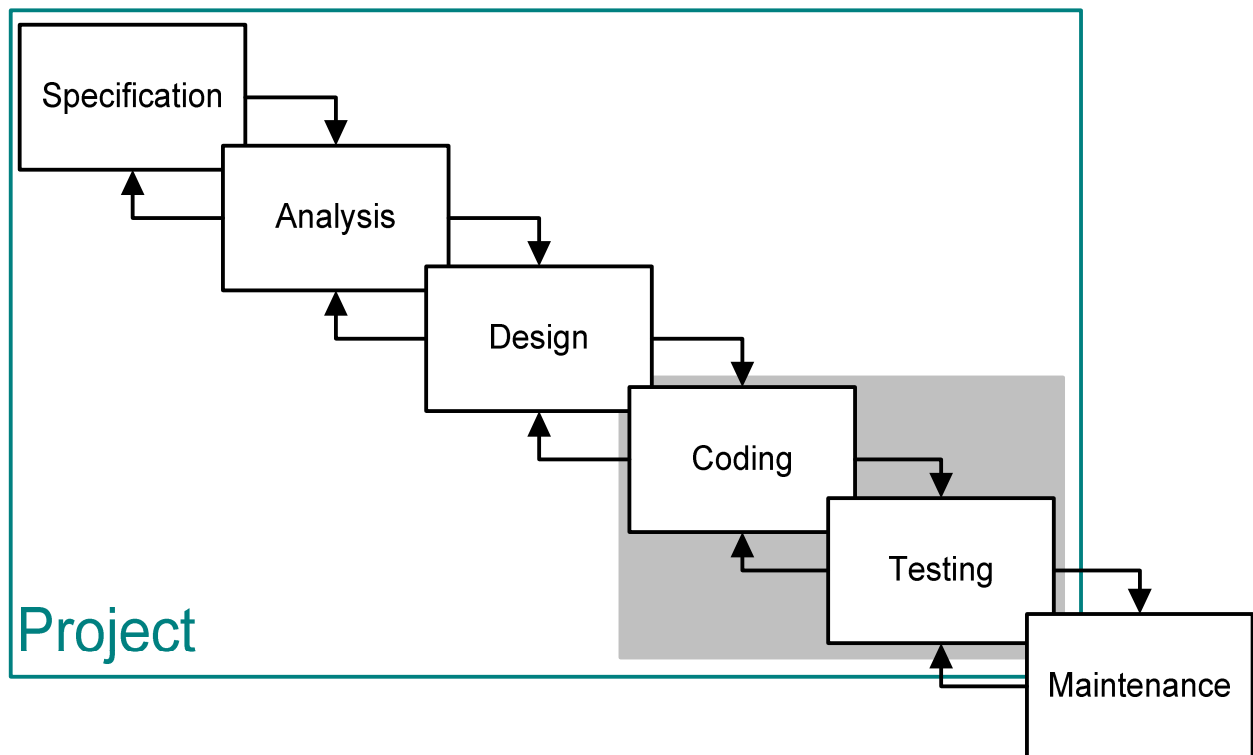 Specification
Analysis
Design
Coding
Testing
Project
Maintenance